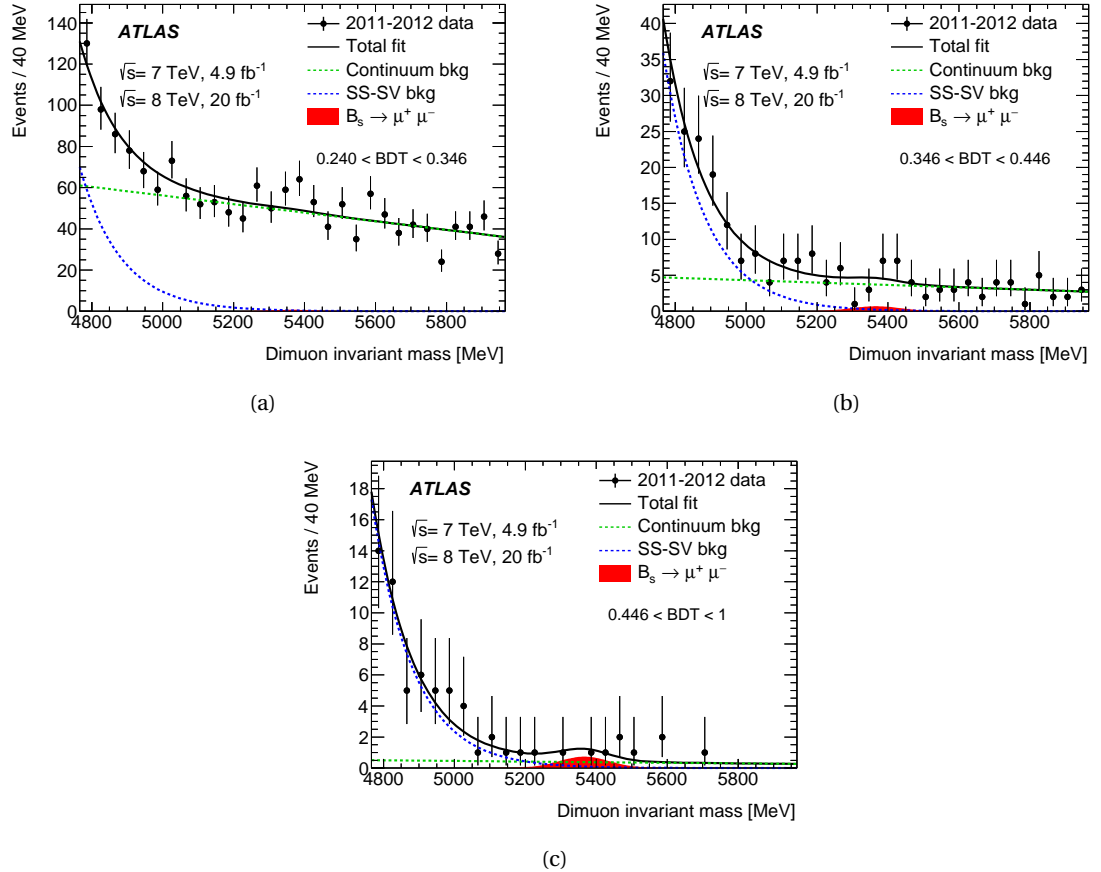 Events / 40 MeV
140
120
100
80
60
40
20
0
ATLAS
√s= 7 TeV, 4.9 fb⁻¹
√s= 8 TeV, 20 fb⁻¹
2011-2012 data
Total fit
Continuum bkg
SS-SV bkg
Bₛ → μ⁺ μ⁻
0.240 < BDT < 0.346
4800 5000 5200 5400 5600 5800
Dimuon invariant mass [MeV]
(a)
Events / 40 MeV
40
35
30
25
20
15
10
5
0
ATLAS
√s= 7 TeV, 4.9 fb⁻¹
√s= 8 TeV, 20 fb⁻¹
2011-2012 data
Total fit
Continuum bkg
SS-SV bkg
Bₛ → μ⁺ μ⁻
0.346 < BDT < 0.446
4800 5000 5200 5400 5600 5800
Dimuon invariant mass [MeV]
(b)
Events / 40 MeV
18
16
14
12
10
8
6
4
2
0
ATLAS
√s= 7 TeV, 4.9 fb⁻¹
√s= 8 TeV, 20 fb⁻¹
2011-2012 data
Total fit
Continuum bkg
SS-SV bkg
Bₛ → μ⁺ μ⁻
0.446 < BDT < 1
4800 5000 5200 5400 5600 5800
Dimuon invariant mass [MeV]
(c)